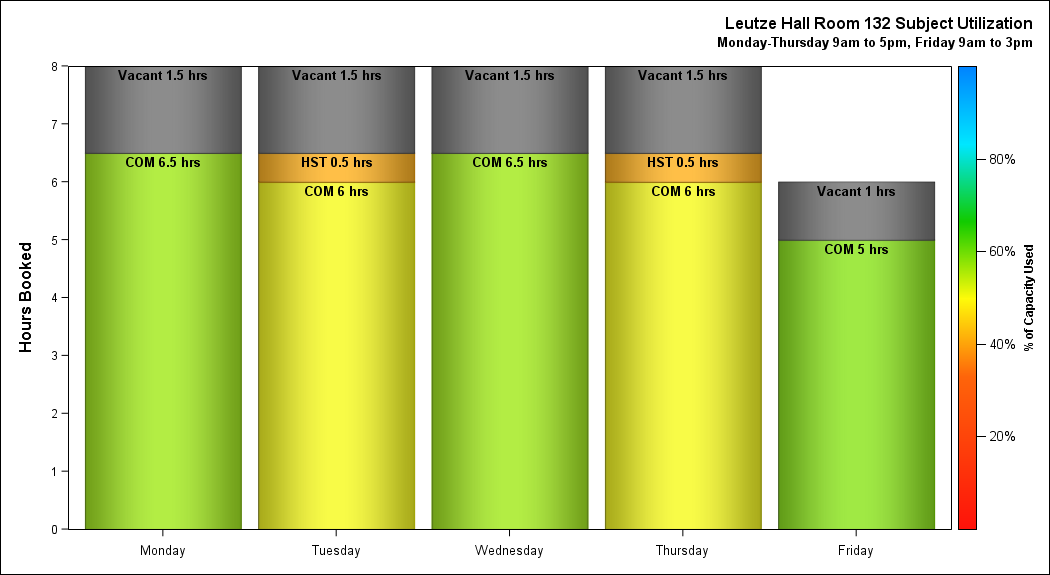 Leutze Hall Room 132 Subject Utilization
Monday-Thursday 9am to 5pm, Friday 9am to 3pm
Hours Booked
8
7
6
5
4
3
2
1
0
Vacant 1.5 hrs
COM 6.5 hrs
Vacant 1.5 hrs
HST 0.5 hrs
COM 6 hrs
Vacant 1.5 hrs
COM 6.5 hrs
Vacant 1.5 hrs
HST 0.5 hrs
COM 6 hrs
Vacant 1 hrs
COM 5 hrs
Monday
Tuesday
Wednesday
Thursday
Friday
80%
60%
40%
20%
% of Capacity Used